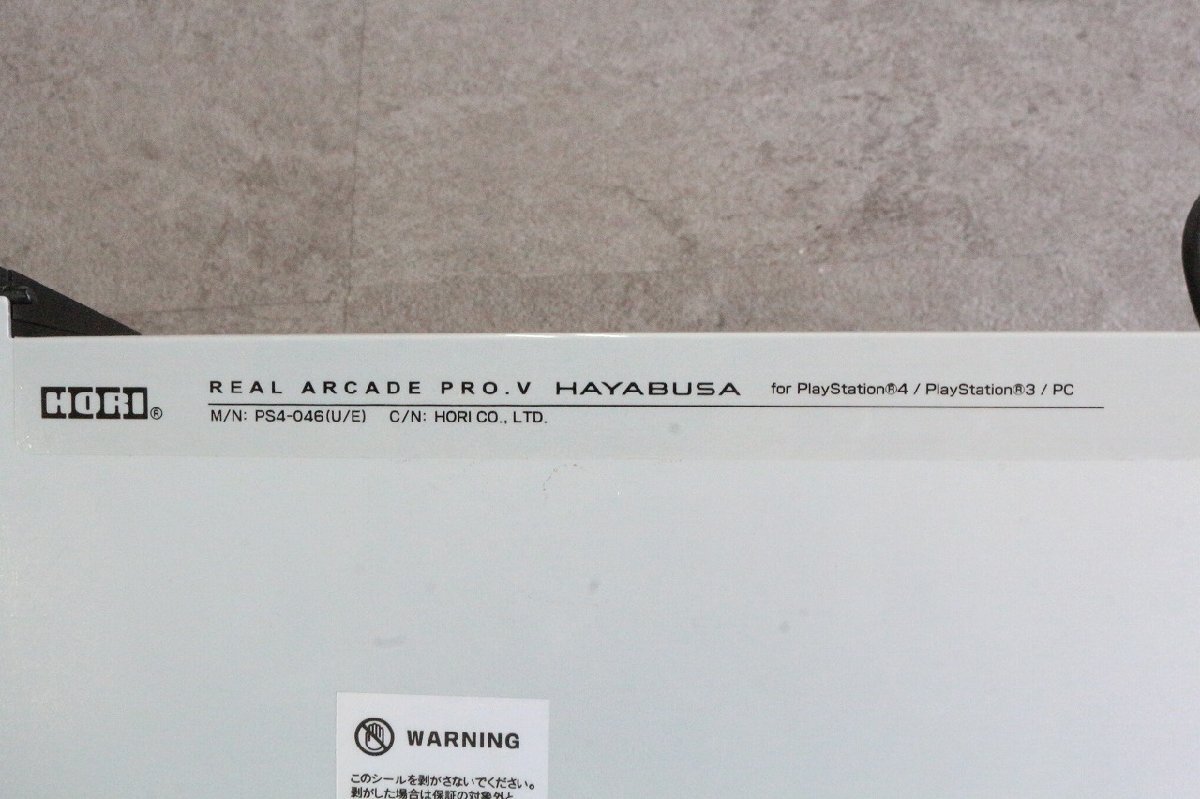 HORI®
REAL ARCADE PRO.V HAYABUSA for PlayStation®4 / PlayStation®3 / PC
M/N: PS4-046(U/E) C/N: HORI CO., LTD.
WARNING
このシールを剥がさないでください。
剥がした場合は保証の対象外と